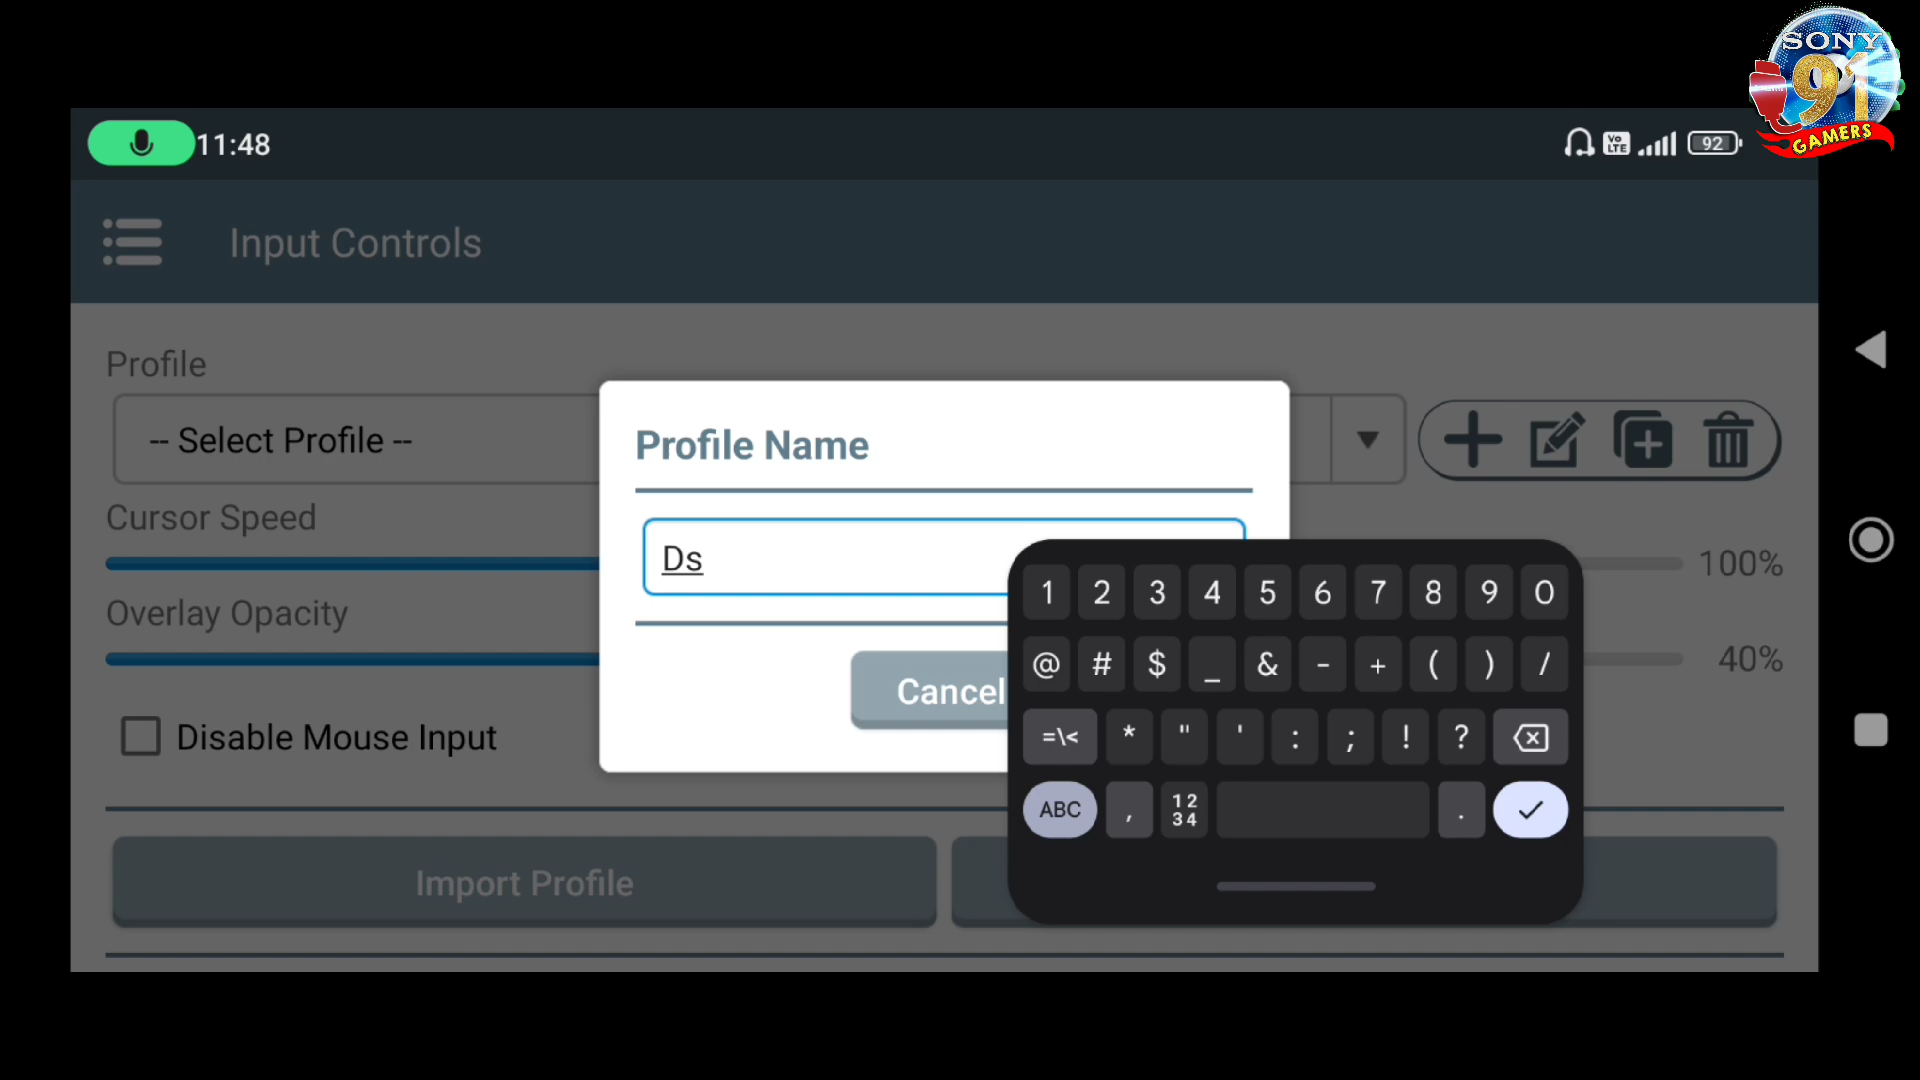 SONY
91
GAMERS
11:48
Vo LTE
92
Input Controls
Profile
-- Select Profile --
Profile Name
Ds
Cancel
Cursor Speed
100%
Overlay Opacity
40%
Disable Mouse Input
Import Profile
1 2 3 4 5 6 7 8 9 0
@ # $ _ & - + ( ) /
=\< * " ' : ; ! ?
ABC , 12 34 .